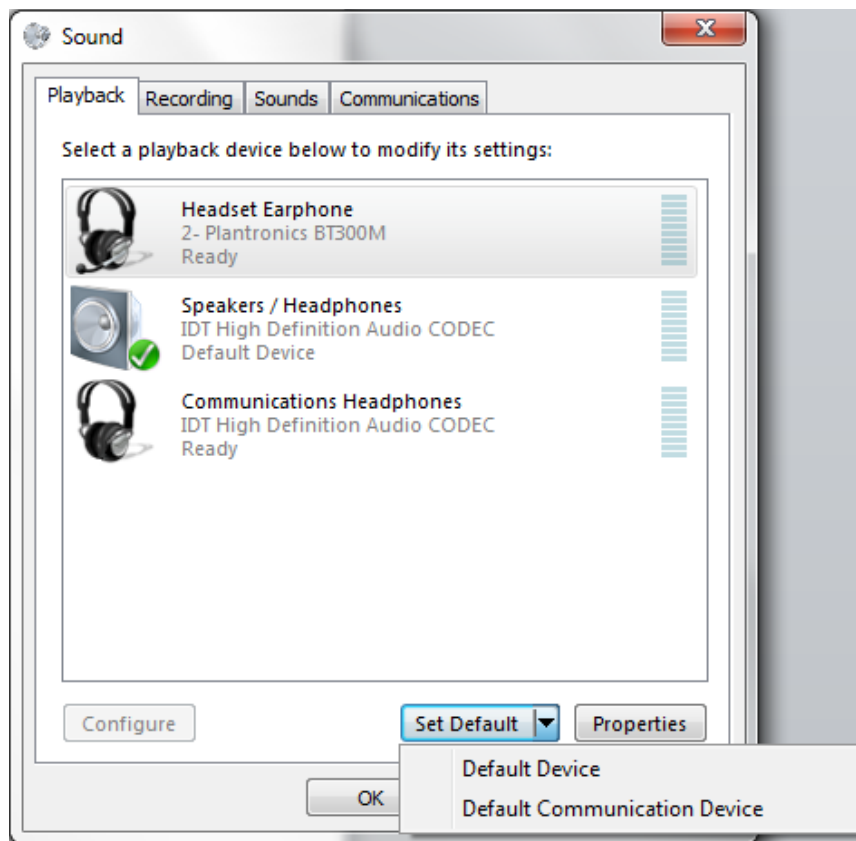 Sound
Playback Recording Sounds Communications
Select a playback device below to modify its settings:
Headset Earphone
2- Plantronics BT300M
Ready
Speakers / Headphones
IDT High Definition Audio CODEC
Default Device
Communications Headphones
IDT High Definition Audio CODEC
Ready
Configure Set Default Properties
Default Device
OK
Default Communication Device